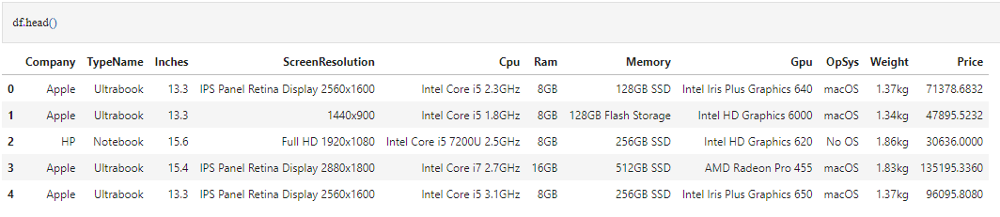 df.head()
Company TypeName Inches ScreenResolution Cpu Ram Memory Gpu OpSys Weight Price
0 Apple Ultrabook 13.3 IPS Panel Retina Display 2560x1600 Intel Core i5 2.3GHz 8GB 128GB SSD Intel Iris Plus Graphics 640 macOS 1.37kg 71378.6832
1 Apple Ultrabook 13.3 1440x900 Intel Core i5 1.8GHz 8GB 128GB Flash Storage Intel HD Graphics 6000 macOS 1.34kg 47895.5232
2 HP Notebook 15.6 Full HD 1920x1080 Intel Core i5 7200U 2.5GHz 8GB 256GB SSD Intel HD Graphics 620 No OS 1.86kg 30636.0000
3 Apple Ultrabook 15.4 IPS Panel Retina Display 2880x1800 Intel Core i7 2.7GHz 16GB 512GB SSD AMD Radeon Pro 455 macOS 1.83kg 135195.3360
4 Apple Ultrabook 13.3 IPS Panel Retina Display 2560x1600 Intel Core i5 3.1GHz 8GB 256GB SSD Intel Iris Plus Graphics 650 macOS 1.37kg 96095.8080